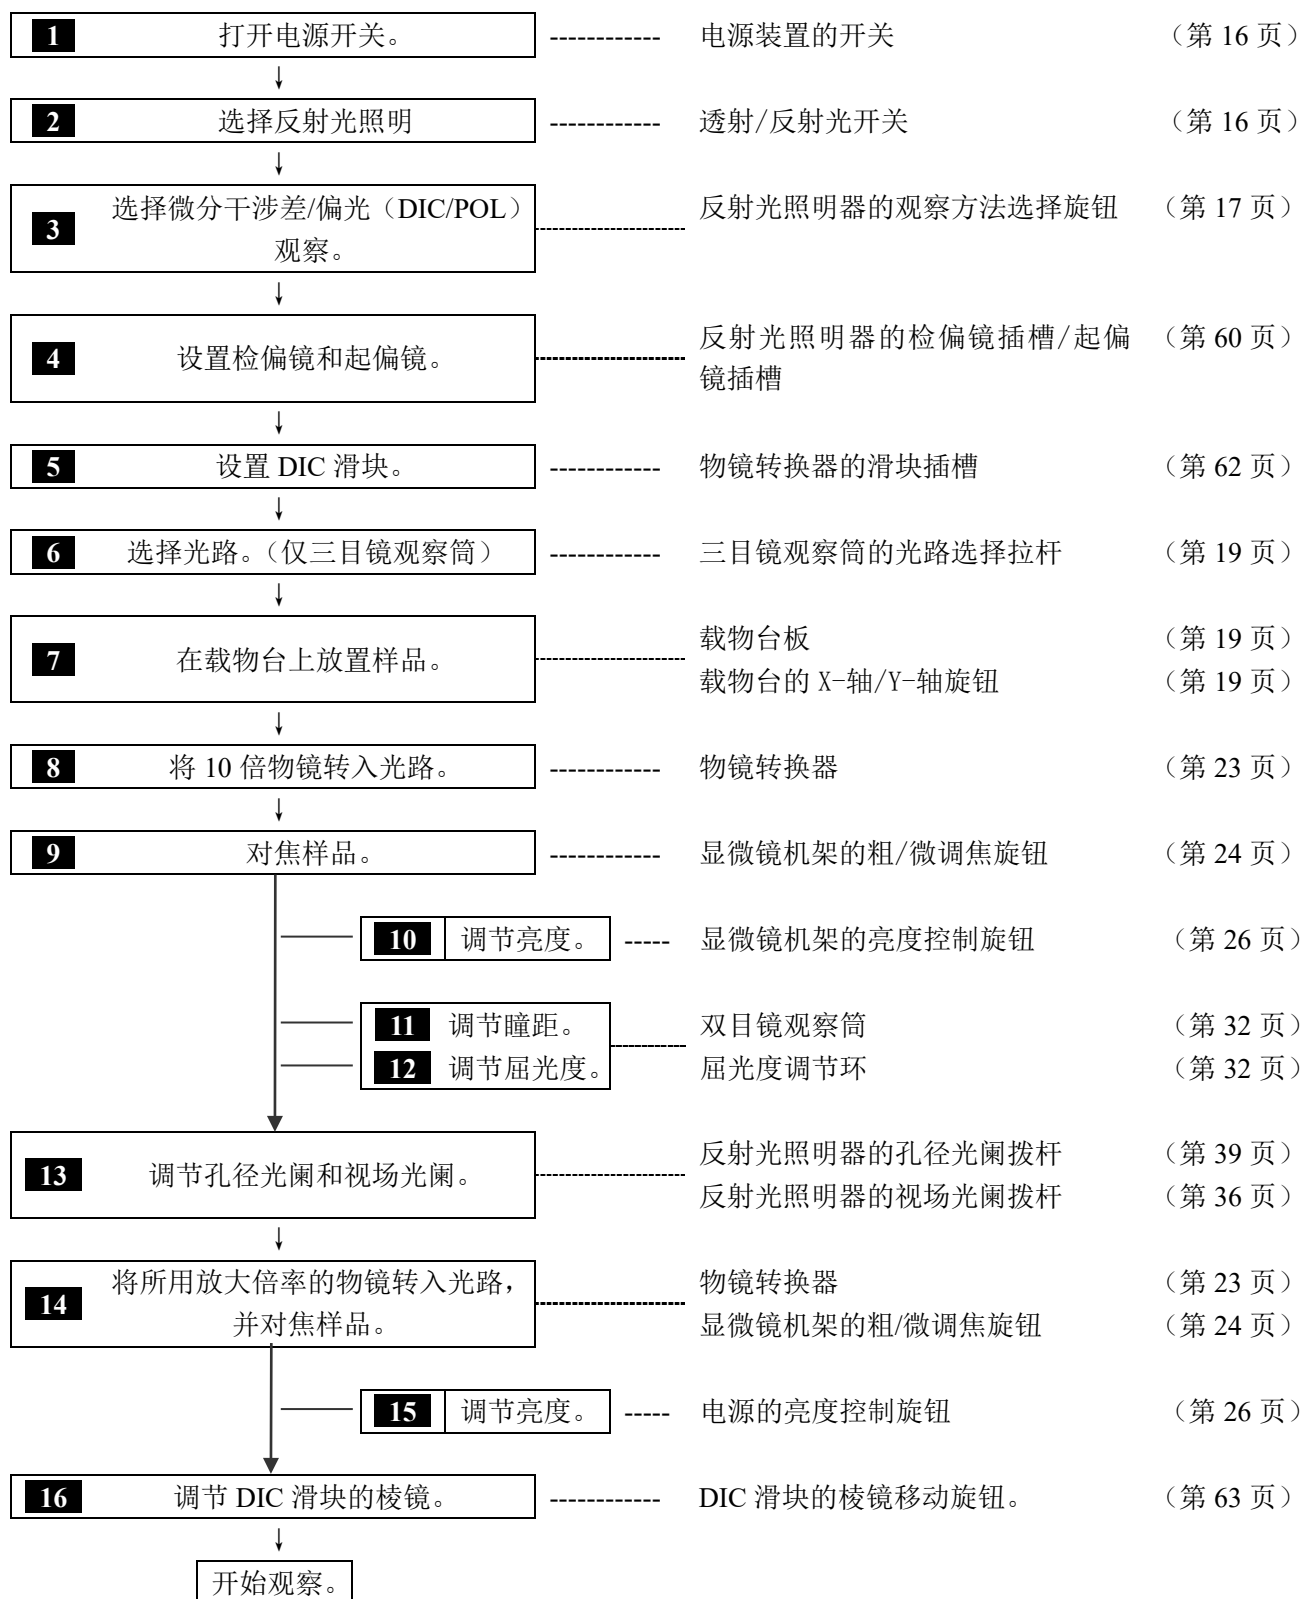 1 打开电源开关。 ------------ 电源装置的开关 （第 16 页）
↓
2 选择反射光照明 ------------ 透射/反射光开关 （第 16 页）
↓
3 选择微分干涉差/偏光（DIC/POL） 反射光照明器的观察方法选择旋钮 （第 17 页）
观察。
↓
4 设置检偏镜和起偏镜。 反射光照明器的检偏镜插槽/起偏 （第 60 页）
镜插槽
↓
5 设置 DIC 滑块。 ------------ 物镜转换器的滑块插槽 （第 62 页）
↓
6 选择光路。（仅三目镜观察筒） ------------ 三目镜观察筒的光路选择拉杆 （第 19 页）
↓
7 在载物台上放置样品。 载物台板 （第 19 页）
载物台的 X-轴/Y-轴旋钮 （第 19 页）
↓
8 将 10 倍物镜转入光路。 ------------ 物镜转换器 （第 23 页）
↓
9 对焦样品。 ------------ 显微镜机架的粗/微调焦旋钮 （第 24 页）
10 调节亮度。 ----- 显微镜机架的亮度控制旋钮 （第 26 页）
11 调节瞳距。 双目镜观察筒 （第 32 页）
12 调节屈光度。 屈光度调节环 （第 32 页）
13 调节孔径光阑和视场光阑。 反射光照明器的孔径光阑拨杆 （第 39 页）
反射光照明器的视场光阑拨杆 （第 36 页）
↓
14 将所用放大倍率的物镜转入光路， 物镜转换器 （第 23 页）
并对焦样品。 显微镜机架的粗/微调焦旋钮 （第 24 页）
15 调节亮度。 ----- 电源的亮度控制旋钮 （第 26 页）
16 调节 DIC 滑块的棱镜。 ------------ DIC 滑块的棱镜移动旋钮。 （第 63 页）
↓
开始观察。